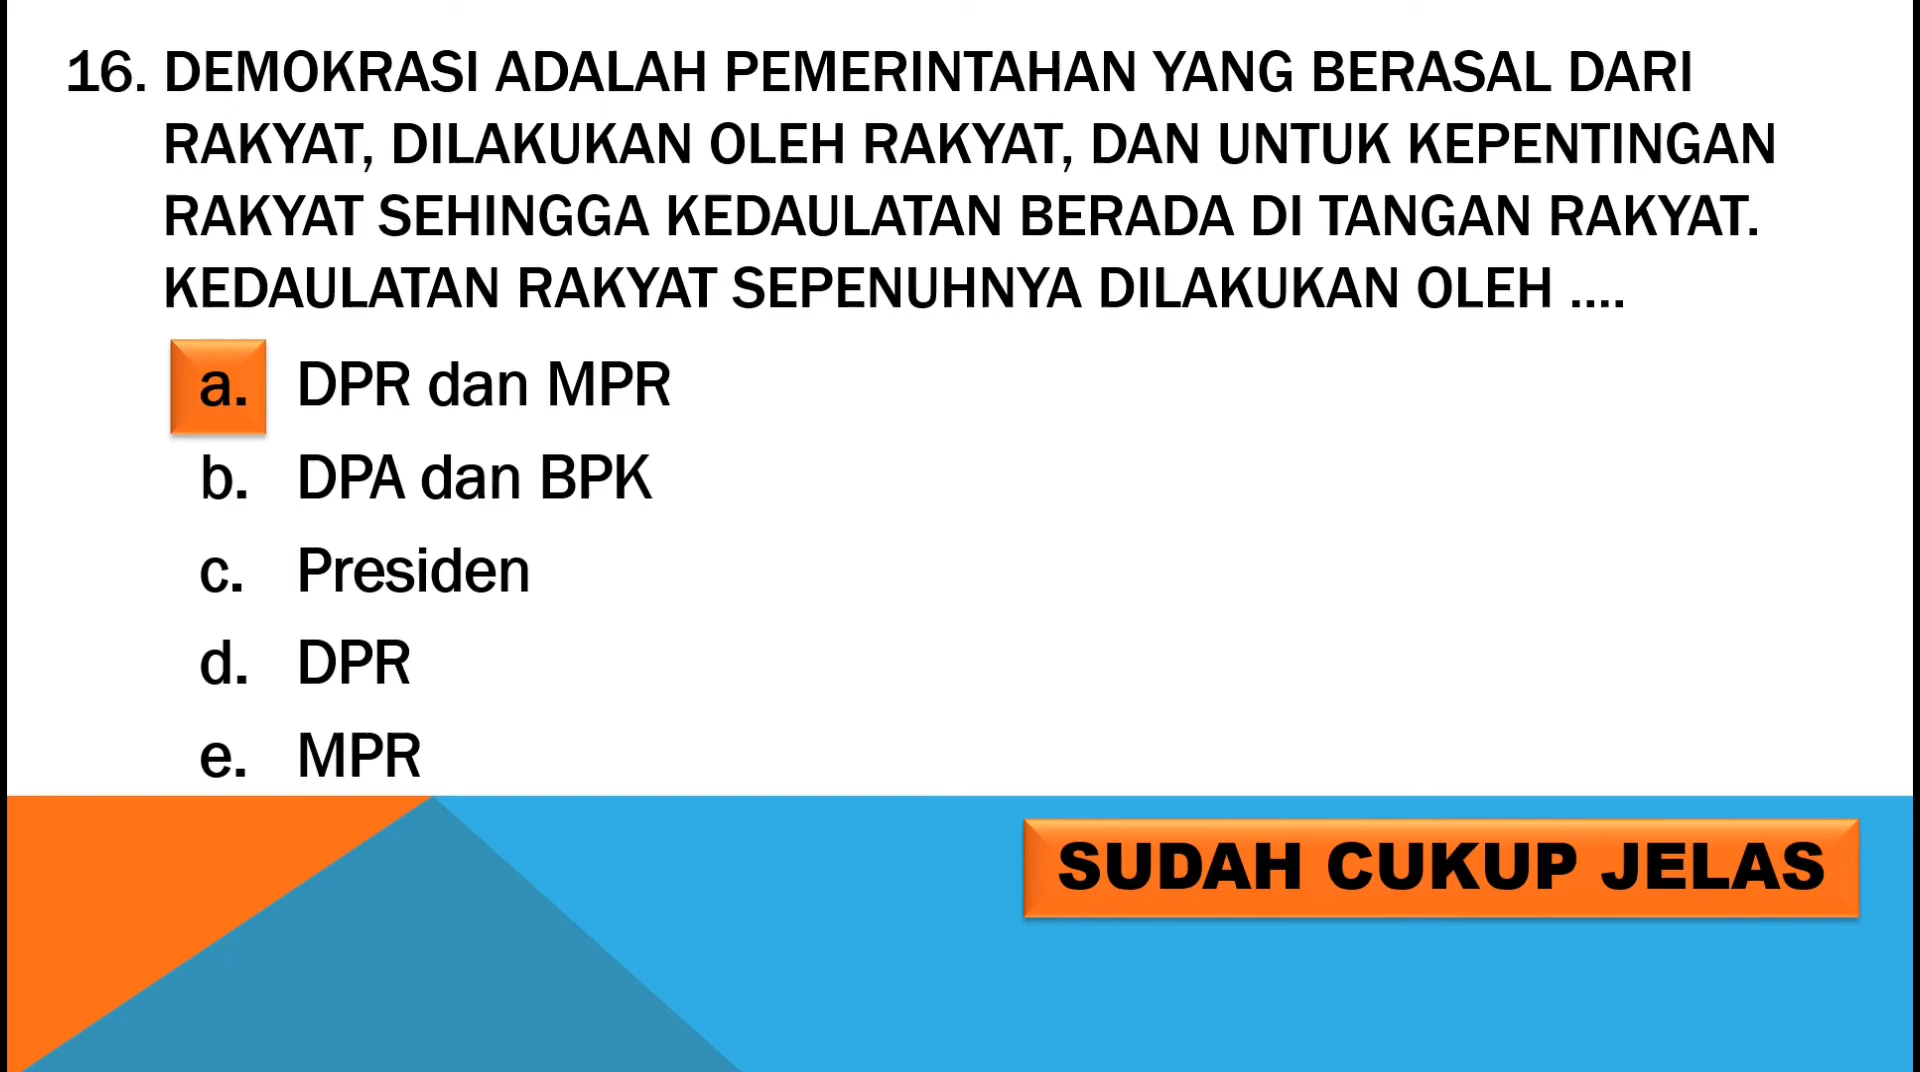 16. DEMOKRASI ADALAH PEMERINTAHAN YANG BERASAL DARI
RAKYAT, DILAKUKAN OLEH RAKYAT, DAN UNTUK KEPENTINGAN
RAKYAT SEHINGGA KEDAULATAN BERADA DI TANGAN RAKYAT.
KEDAULATAN RAKYAT SEPENUHNYA DILAKUKAN OLEH ....
a. DPR dan MPR
b. DPA dan BPK
c. Presiden
d. DPR
e. MPR
SUDAH CUKUP JELAS